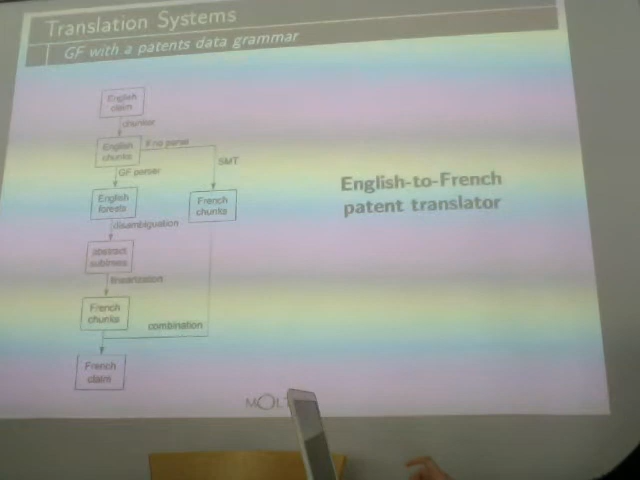 Translation Systems
GF with a patents data grammar
English
claim
chunker
English
chunks
if no parse
GF parser
SMT
English
forests
French
chunks
disambiguation
abstract
subtrees
linearization
French
chunks
combination
French
claim
English-to-French
patent translator
MOLT